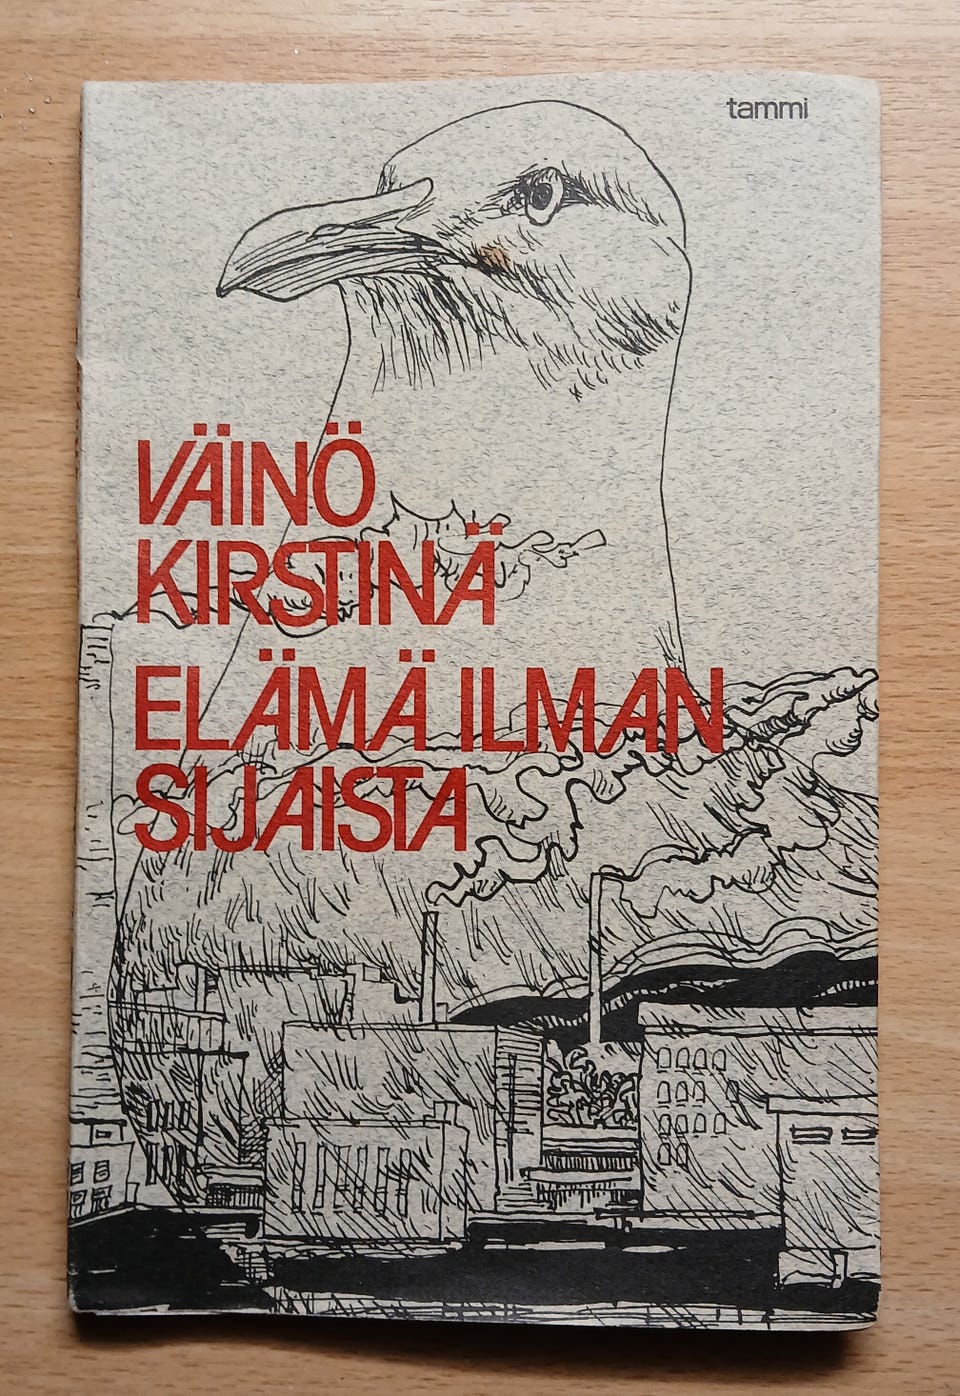 tammi
VÄINÖ
KIRSTINÄ
ELÄMÄ ILMAN
SIJAISTA